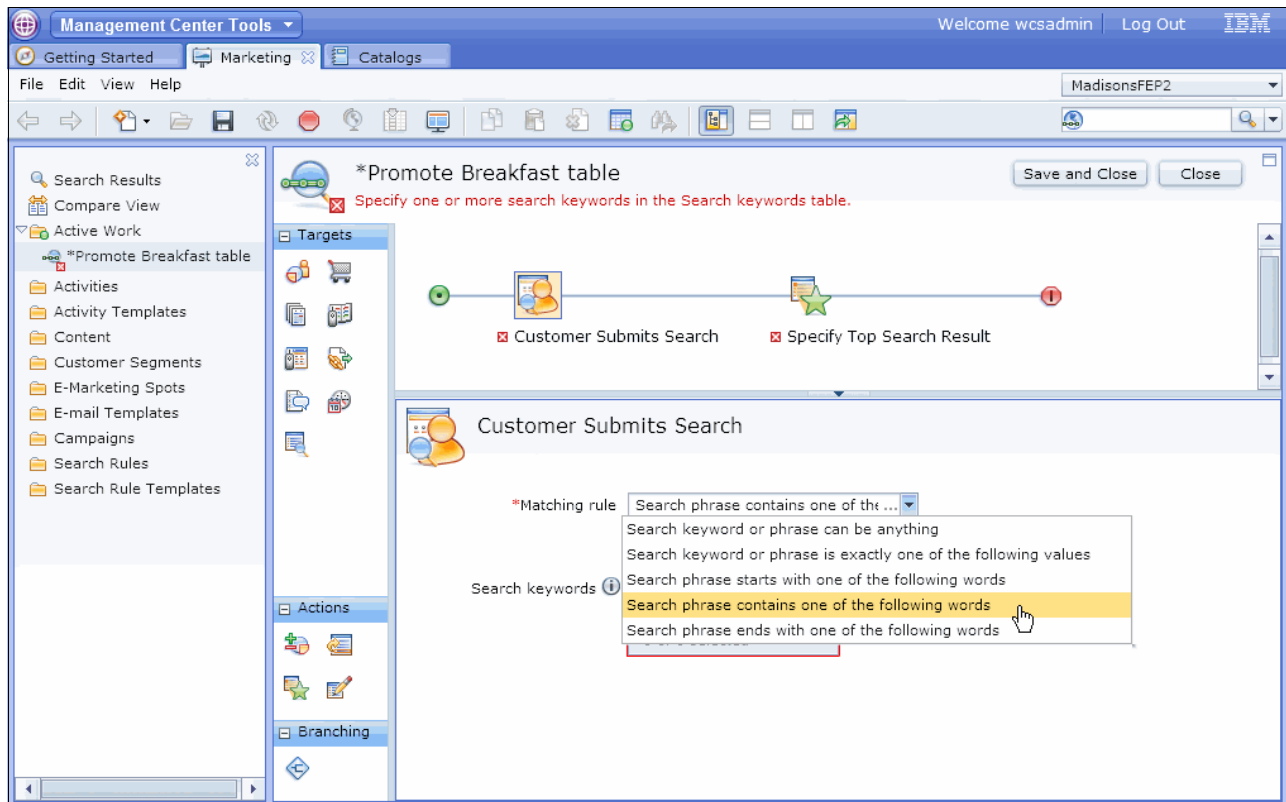 Management Center Tools
Welcome wcsadmin
Log Out
IBM
Getting Started
Marketing
Catalogs
File Edit View Help
MadisonsFEP2
Search Results
Compare View
Active Work
*Promote Breakfast table
Activities
Activity Templates
Content
Customer Segments
E-Marketing Spots
E-mail Templates
Campaigns
Search Rules
Search Rule Templates
*Promote Breakfast table
Save and Close
Close
Specify one or more search keywords in the Search keywords table.
Targets
Customer Submits Search
Specify Top Search Result
Actions
Branching
Customer Submits Search
*Matching rule
Search phrase contains one of the ...
Search keyword or phrase can be anything
Search keyword or phrase is exactly one of the following values
Search keywords
Search phrase starts with one of the following words
Search phrase contains one of the following words
Search phrase ends with one of the following words